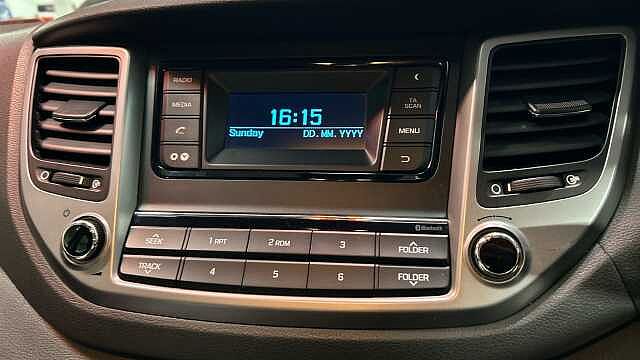 RADIO
MEDIA
16:15
Sunday DD.MM.YYYY
<
TA
SCAN
MENU
Bluetooth
SEEK
1 RPT
2 RDM
3
FOLDER
TRACK
4
5
6
FOLDER